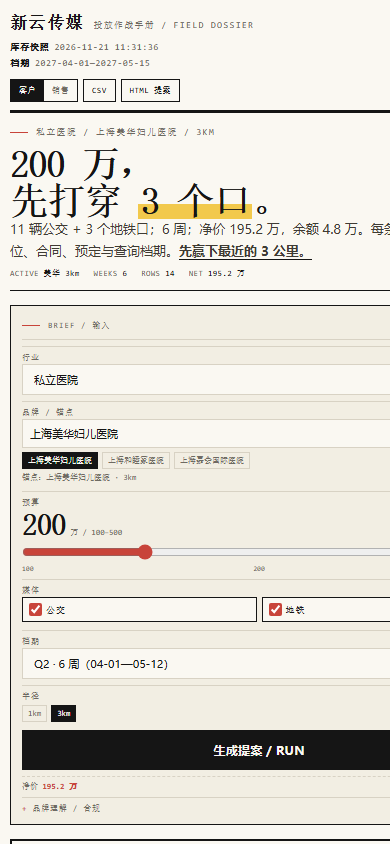 新云传媒 投放作战手册 / FIELD DOSSIER
库存快照 2026-11-21 11:31:36
档期 2027-04-01—2027-05-15
客户 销售 CSV HTML 提案
私立医院 / 上海美华妇儿医院 / 3KM
200 万，
先打穿 3 个口。
11 辆公交 + 3 个地铁口；6 周；净价 195.2 万，余额 4.8 万。每条
位、合同、预定与查询档期。先赢下最近的 3 公里。
ACTIVE 美华 3km WEEKS 6 ROWS 14 NET 195.2 万
BRIEF / 输入
行业
私立医院
品牌 / 锚点
上海美华妇儿医院
上海美华妇儿医院 上海和睦家医院 上海嘉会国际医院
锚点: 上海美华妇儿医院 · 3km
预算
200 万 / 100–500
100 200
媒体
公交 地铁
档期
Q2 · 6 周 (04-01—05-12)
半径
1km 3km
生成提案 / RUN
净价 195.2 万
+ 品牌理解 / 合规